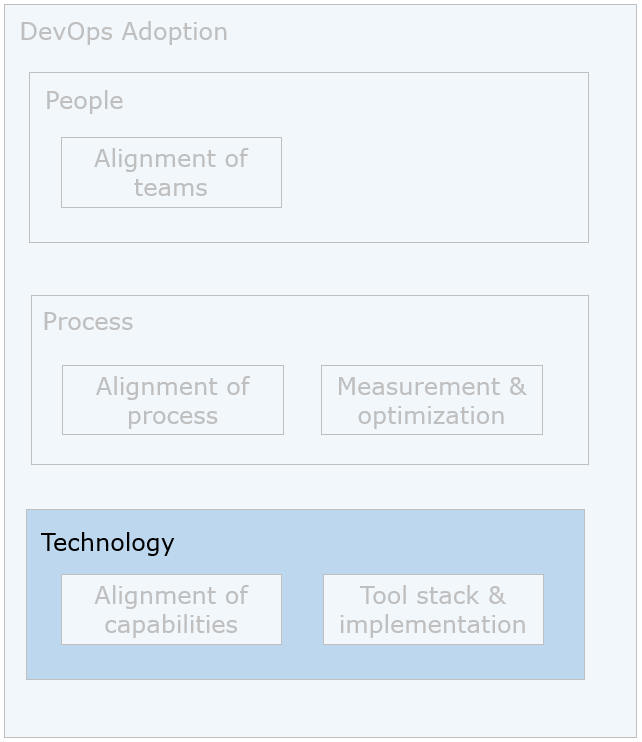 DevOps Adoption
People
Alignment of
teams
Process
Alignment of
process
Measurement &
optimization
Technology
Alignment of
capabilities
Tool stack &
implementation